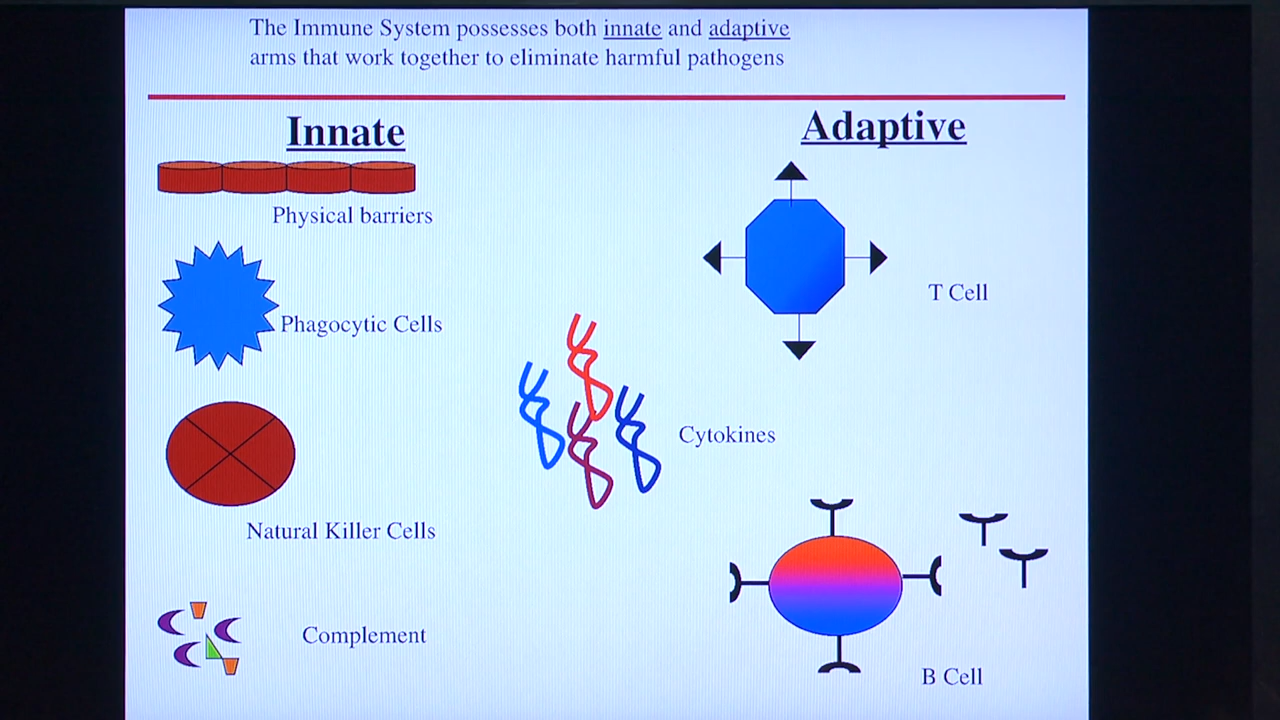 The Immune System possesses both innate and adaptive
arms that work together to eliminate harmful pathogens
Innate
Adaptive
Physical barriers
T Cell
Phagocytic Cells
Cytokines
Natural Killer Cells
Complement
B Cell